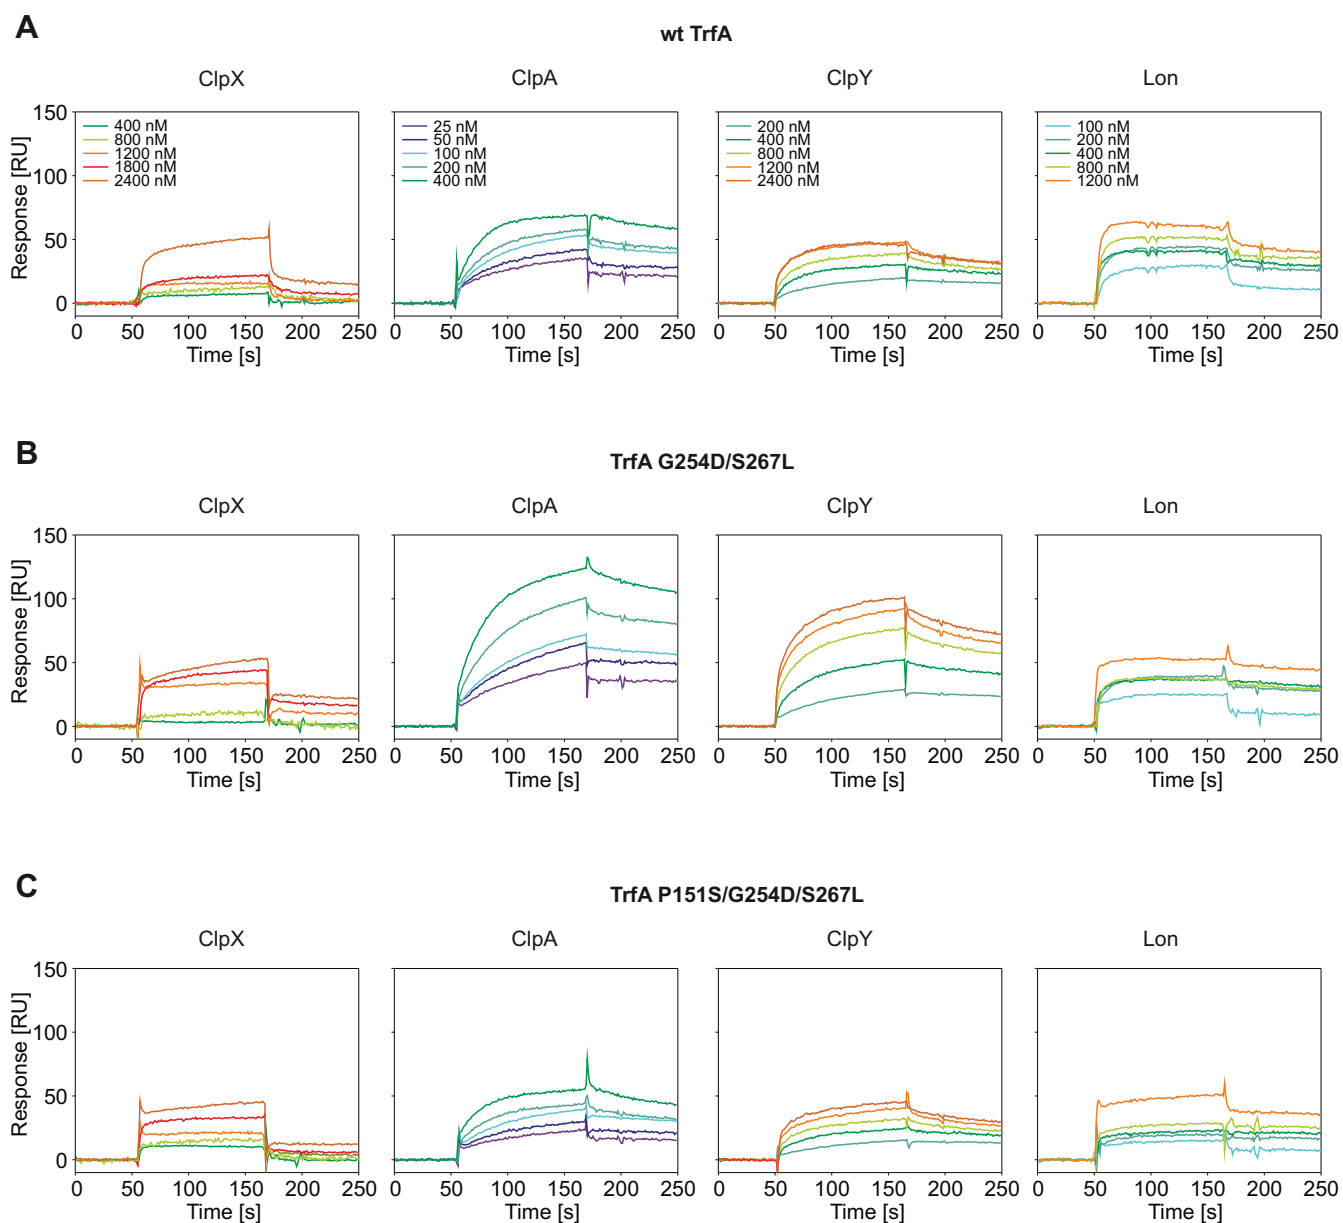 A
wt TrfA
ClpX
ClpA
ClpY
Lon
Response [RU]
150
100
50
0
400 nM
800 nM
1200 nM
1800 nM
2400 nM
25 nM
50 nM
100 nM
200 nM
400 nM
200 nM
400 nM
800 nM
1200 nM
2400 nM
100 nM
200 nM
400 nM
800 nM
1200 nM
0 50 100 150 200 250
0 50 100 150 200 250
0 50 100 150 200 250
0 50 100 150 200 250
Time [s]
Time [s]
Time [s]
Time [s]
B
TrfA G254D/S267L
ClpX
ClpA
ClpY
Lon
Response [RU]
150
100
50
0
0 50 100 150 200 250
0 50 100 150 200 250
0 50 100 150 200 250
0 50 100 150 200 250
Time [s]
Time [s]
Time [s]
Time [s]
C
TrfA P151S/G254D/S267L
ClpX
ClpA
ClpY
Lon
Response [RU]
150
100
50
0
0 50 100 150 200 250
0 50 100 150 200 250
0 50 100 150 200 250
0 50 100 150 200 250
Time [s]
Time [s]
Time [s]
Time [s]